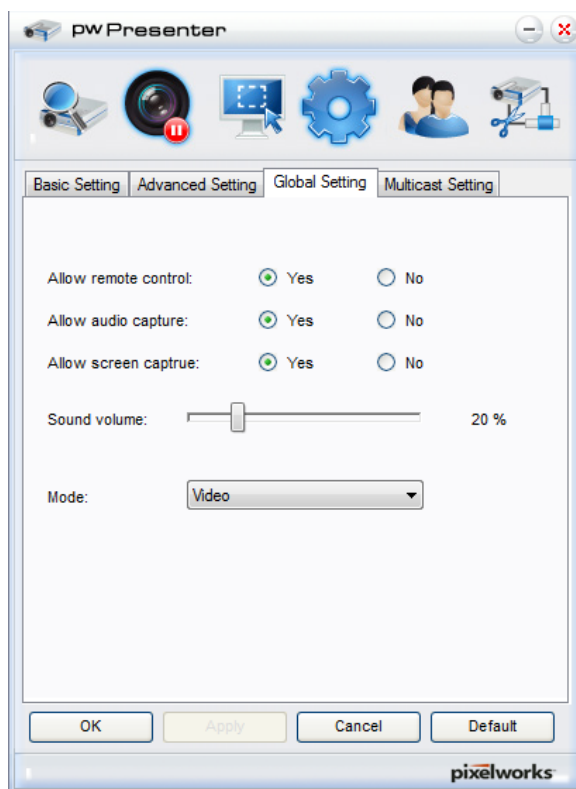 pwPresenter
Basic Setting Advanced Setting Global Setting Multicast Setting
Allow remote control: Yes No
Allow audio capture: Yes No
Allow screen captrue: Yes No
Sound volume: 20 %
Mode: Video
OK Apply Cancel Default
pixelworks